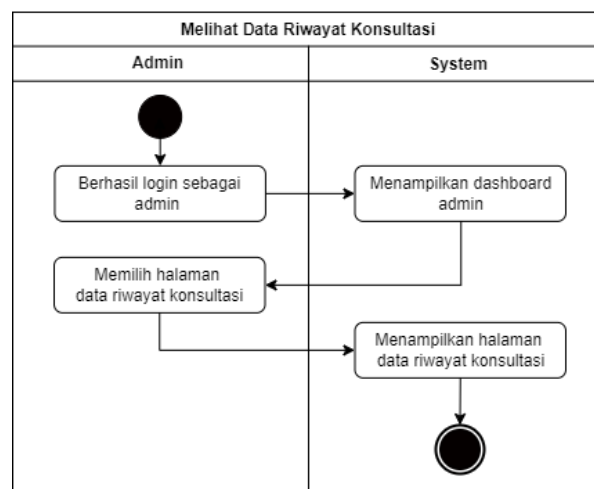 Melihat Data Riwayat Konsultasi
Admin
System
Berhasil login sebagai
admin
Menampilkan dashboard
admin
Memilih halaman
data riwayat konsultasi
Menampilkan halaman
data riwayat konsultasi